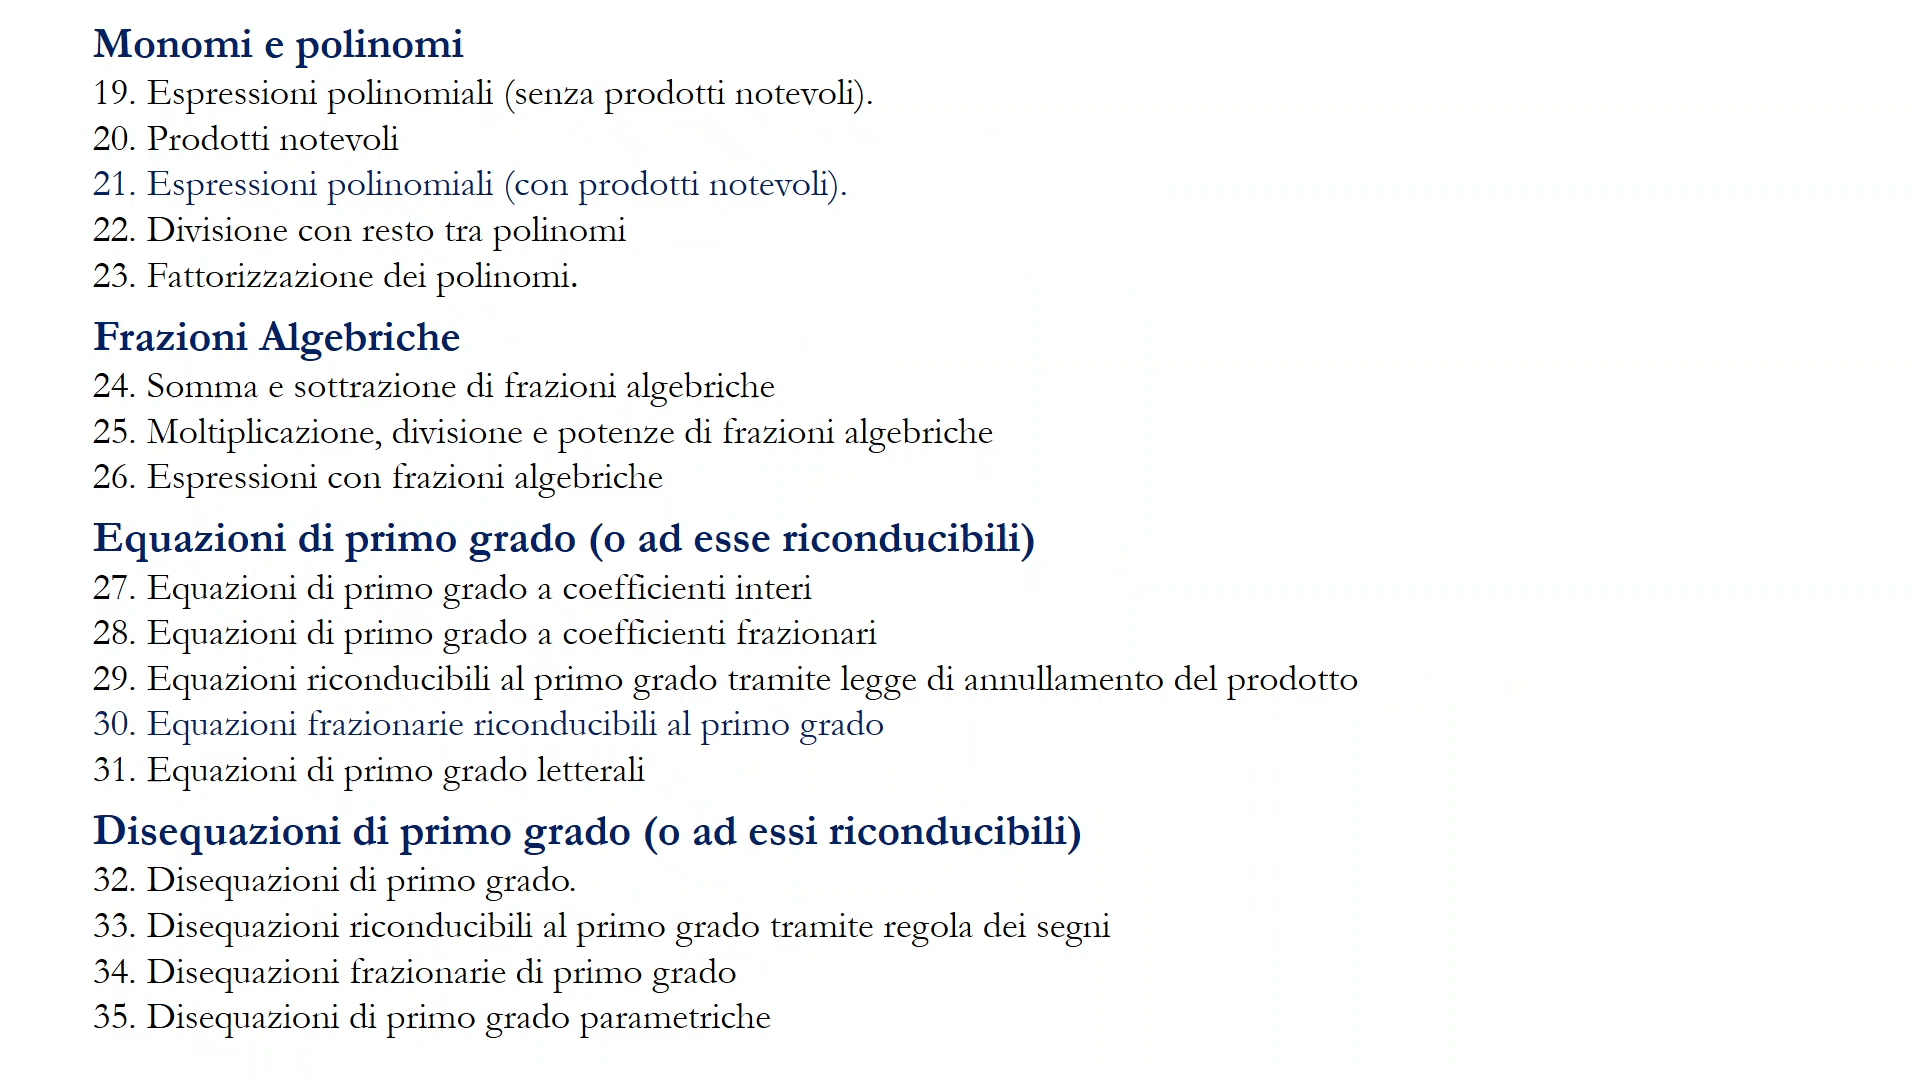 Monomi e polinomi
19. Espressioni polinomiali (senza prodotti notevoli).
20. Prodotti notevoli
21. Espressioni polinomiali (con prodotti notevoli).
22. Divisione con resto tra polinomi
23. Fattorizzazione dei polinomi.
Frazioni Algebriche
24. Somma e sottrazione di frazioni algebriche
25. Moltiplicazione, divisione e potenze di frazioni algebriche
26. Espressioni con frazioni algebriche
Equazioni di primo grado (o ad esse riconducibili)
27. Equazioni di primo grado a coefficienti interi
28. Equazioni di primo grado a coefficienti frazionari
29. Equazioni riconducibili al primo grado tramite legge di annullamento del prodotto
30. Equazioni frazionarie riconducibili al primo grado
31. Equazioni di primo grado letterali
Disequazioni di primo grado (o ad essi riconducibili)
32. Disequazioni di primo grado.
33. Disequazioni riconducibili al primo grado tramite regola dei segni
34. Disequazioni frazionarie di primo grado
35. Disequazioni di primo grado parametriche